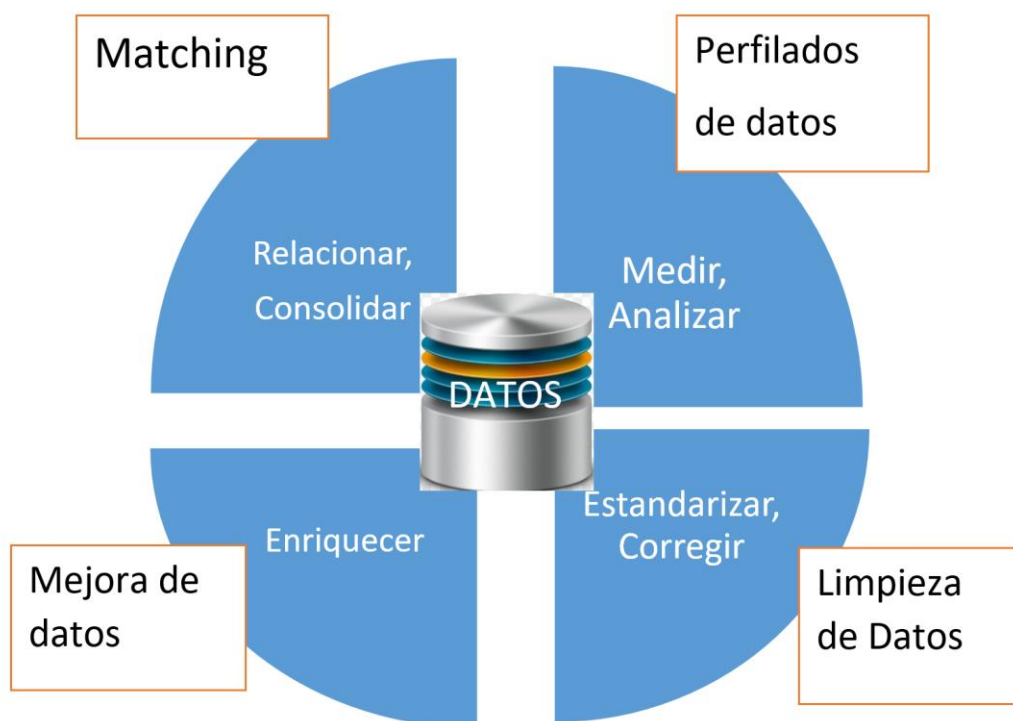 Matching
Perfilados
de datos
Relacionar,
Consolidar
Medir,
Analizar
DATOS
Enriquecer
Estandarizar,
Corregir
Mejora de
datos
Limpieza
de Datos